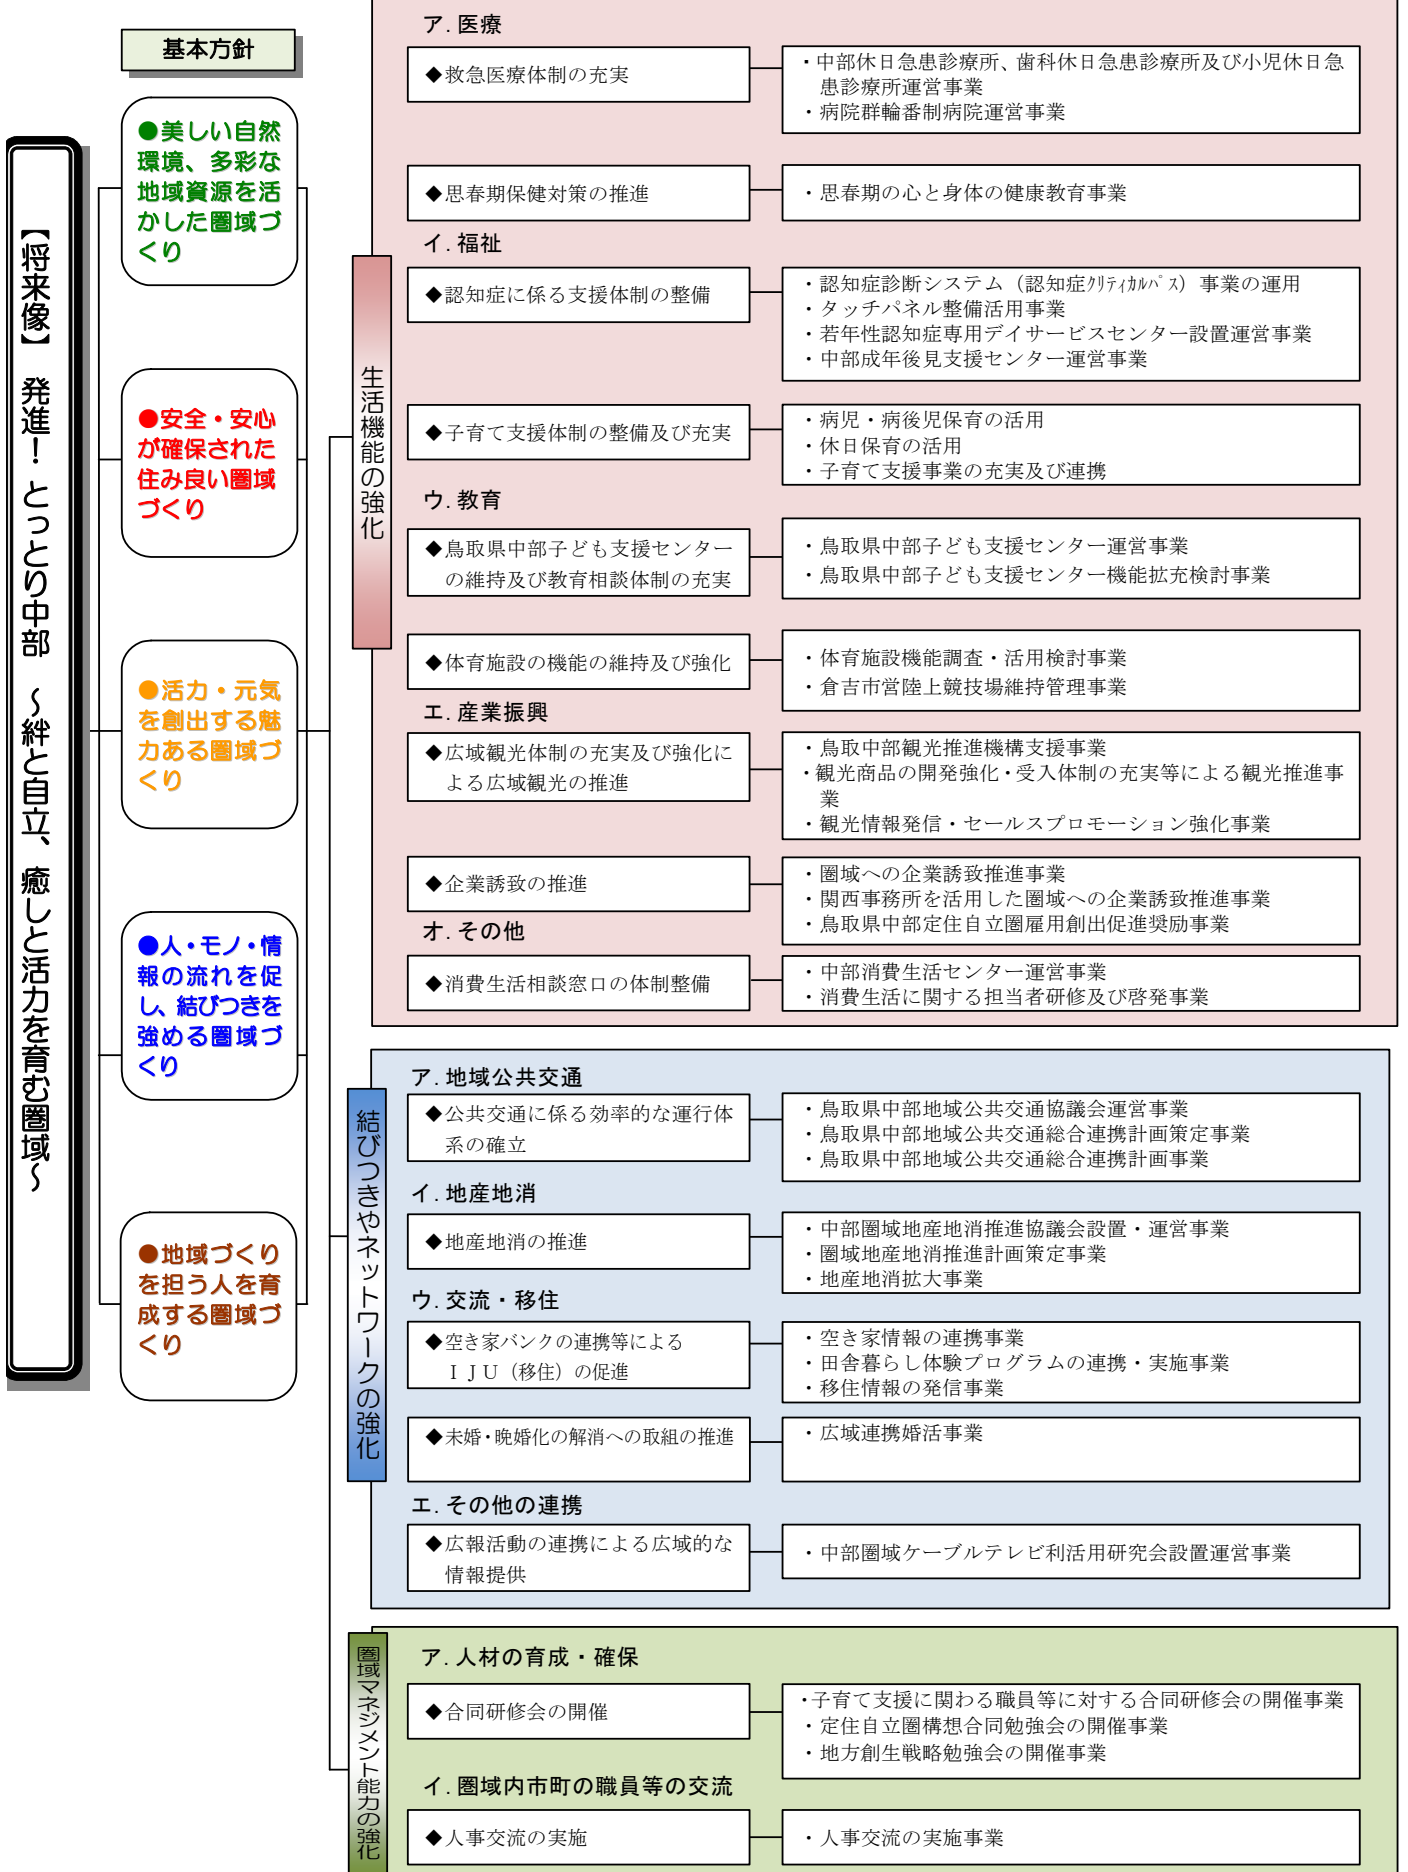 【将来像】 発進！とっとり中部 ～絆と自立、癒しと活力を育む圏域～
基本方針
●美しい自然
環境、多彩な
地域資源を活
かした圏域づ
くり
●安全・安心
が確保された
住み良い圏域
づくり
●活力・元気
を創出する魅
力ある圏域づ
くり
●人・モノ・情
報の流れを促
し、結びつきを
強める圏域づ
くり
●地域づくり
を担う人を育
成する圏域づ
くり
生活機能の強化
ア．医療
◆救急医療体制の充実
・中部休日急患診療所、歯科休日急患診療所及び小児休日急
患診療所運営事業
・病院群輪番制病院運営事業
◆思春期保健対策の推進
・思春期の心と身体の健康教育事業
イ．福祉
◆認知症に係る支援体制の整備
・認知症診断システム（認知症ｸﾘﾃｨｶﾙﾊﾟｽ）事業の運用
・タッチパネル整備活用事業
・若年性認知症専用デイサービスセンター設置運営事業
・中部成年後見支援センター運営事業
◆子育て支援体制の整備及び充実
・病児・病後児保育の活用
・休日保育の活用
・子育て支援事業の充実及び連携
ウ．教育
◆鳥取県中部子ども支援センター
の維持及び教育相談体制の充実
・鳥取県中部子ども支援センター運営事業
・鳥取県中部子ども支援センター機能拡充検討事業
◆体育施設の機能の維持及び強化
・体育施設機能調査・活用検討事業
・倉吉市営陸上競技場維持管理事業
エ．産業振興
◆広域観光体制の充実及び強化に
よる広域観光の推進
・鳥取中部観光推進機構支援事業
・観光商品の開発強化・受入体制の充実等による観光推進事
業
・観光情報発信・セールスプロモーション強化事業
◆企業誘致の推進
・圏域への企業誘致推進事業
・関西事務所を活用した圏域への企業誘致推進事業
・鳥取県中部定住自立圏雇用創出促進奨励事業
オ．その他
◆消費生活相談窓口の体制整備
・中部消費生活センター運営事業
・消費生活に関する担当者研修及び啓発事業
結びつきやネットワークの強化
ア．地域公共交通
◆公共交通に係る効率的な運行体
系の確立
・鳥取県中部地域公共交通協議会運営事業
・鳥取県中部地域公共交通総合連携計画策定事業
・鳥取県中部地域公共交通総合連携計画事業
イ．地産地消
◆地産地消の推進
・中部圏域地産地消推進協議会設置・運営事業
・圏域地産地消推進計画策定事業
・地産地消拡大事業
ウ．交流・移住
◆空き家バンクの連携等による
ＩＪＵ（移住）の促進
・空き家情報の連携事業
・田舎暮らし体験プログラムの連携・実施事業
・移住情報の発信事業
◆未婚・晩婚化の解消への取組の推進
・広域連携婚活事業
エ．その他の連携
◆広報活動の連携による広域的な
情報提供
・中部圏域ケーブルテレビ利活用研究会設置運営事業
圏域マネジメント能力の強化
ア．人材の育成・確保
◆合同研修会の開催
・子育て支援に関わる職員等に対する合同研修会の開催事業
・定住自立圏構想合同勉強会の開催事業
・地方創生戦略勉強会の開催事業
イ．圏域内市町の職員等の交流
◆人事交流の実施
・人事交流の実施事業